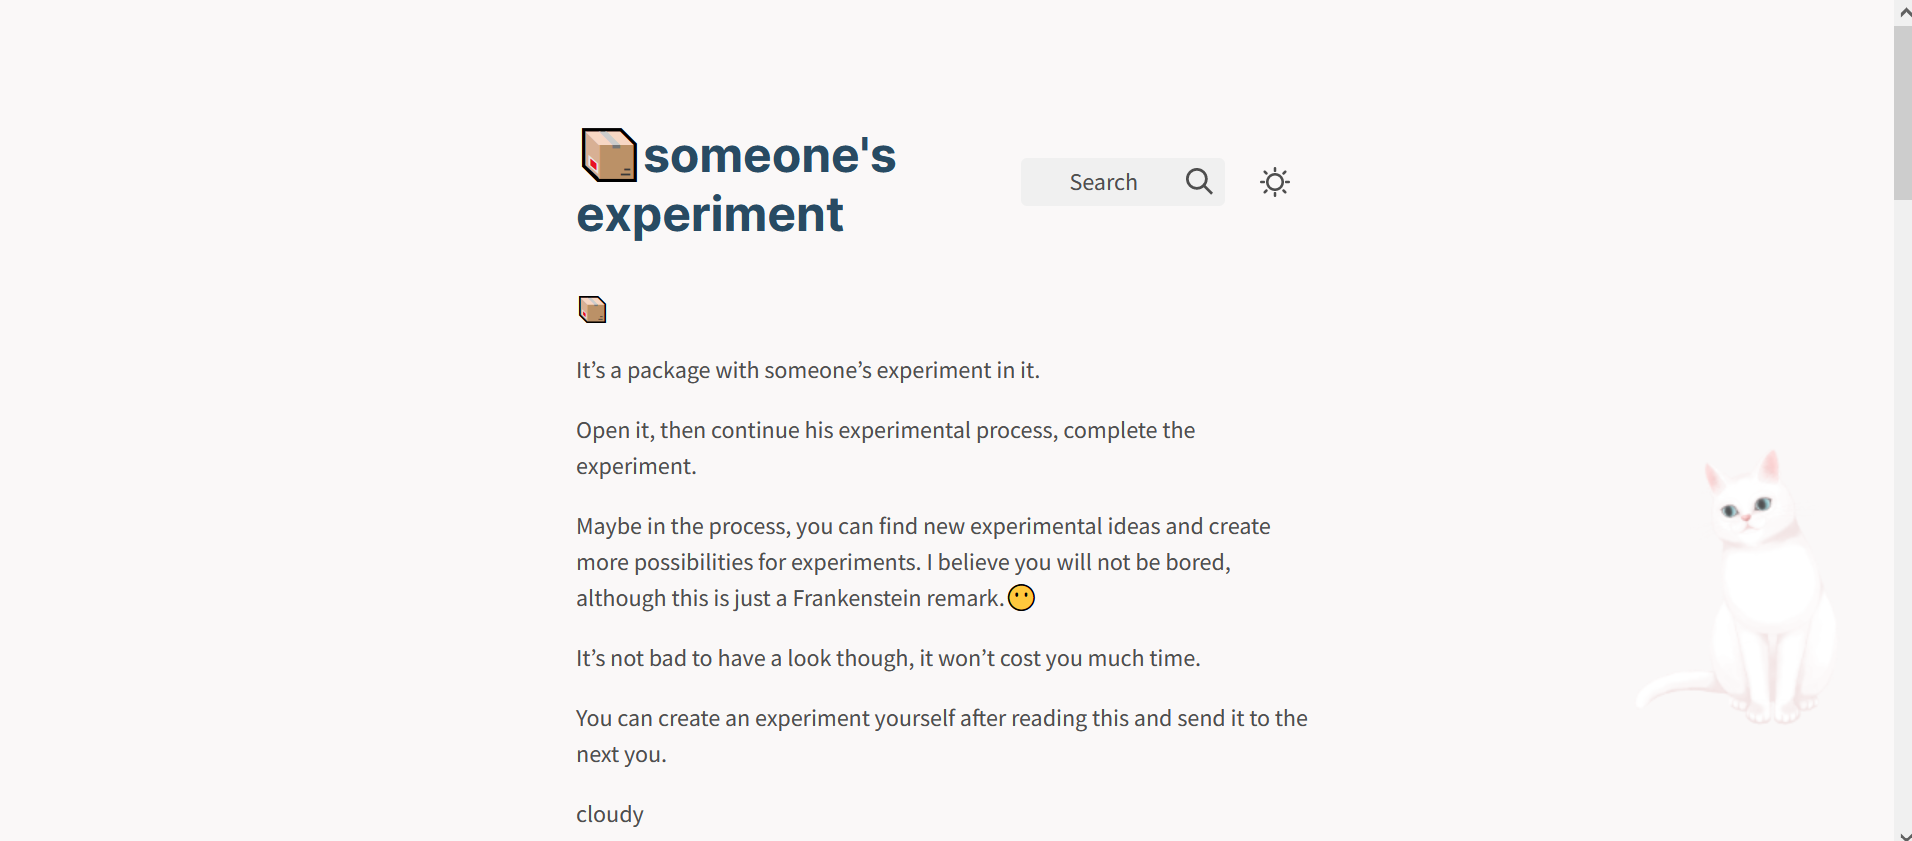 📦someone's
experiment
Search
📦
It’s a package with someone’s experiment in it.
Open it, then continue his experimental process, complete the
experiment.
Maybe in the process, you can find new experimental ideas and create
more possibilities for experiments. I believe you will not be bored,
although this is just a Frankenstein remark.😶
It’s not bad to have a look though, it won’t cost you much time.
You can create an experiment yourself after reading this and send it to the
next you.
cloudy